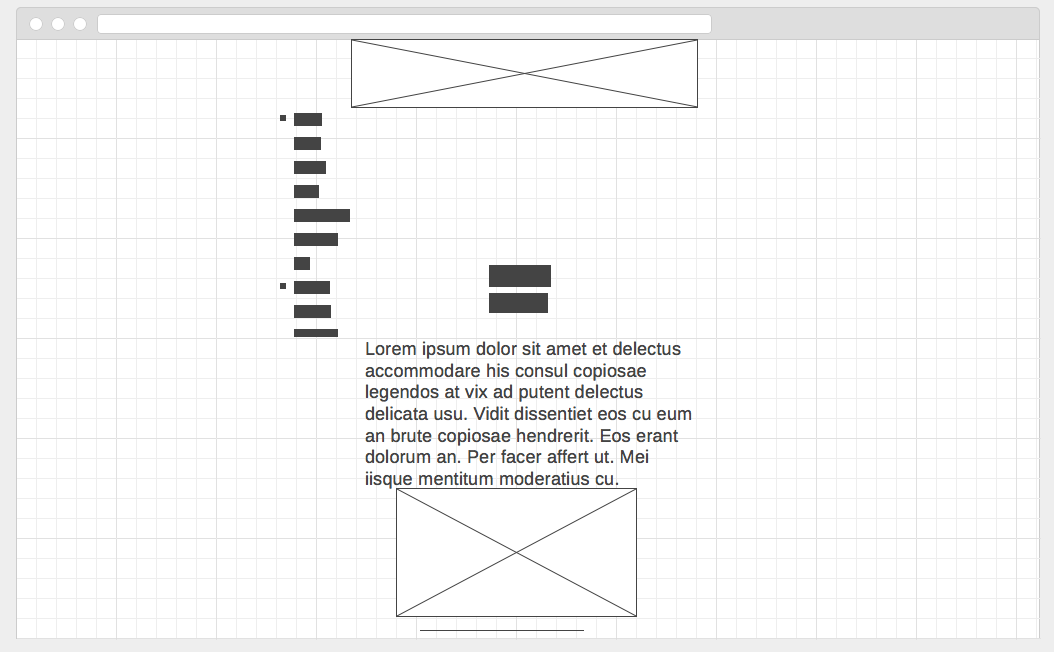 Lorem ipsum dolor sit amet et delectus
accommodare his consul copiosae
legendos at vix ad putent delectus
delicata usu. Vidit dissentiet eos cu eum
an brute copiosae hendrerit. Eos erant
dolorum an. Per facer affert ut. Mei
iisque mentitum moderatius cu.